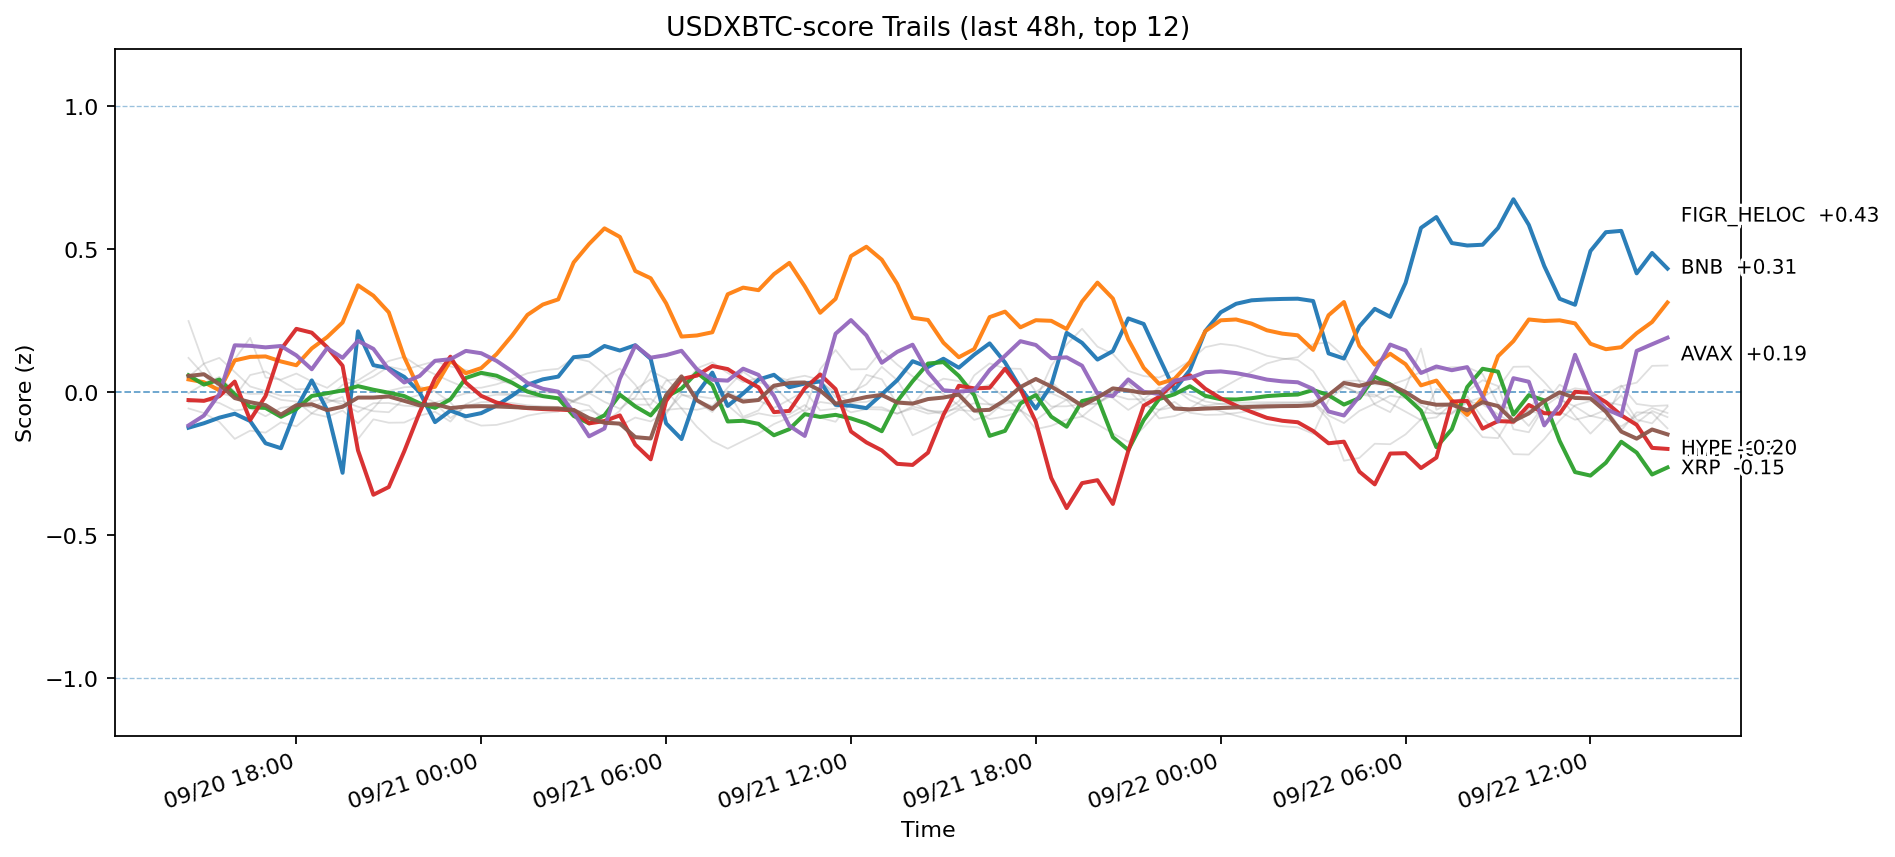 USDXBTC-score Trails (last 48h, top 12)
Score (z)
1.0
0.5
0.0
−0.5
−1.0
FIGR_HELOC +0.43
BNB +0.31
AVAX +0.19
HYPE -0.20
XRP -0.15
09/20 18:00
09/21 00:00
09/21 06:00
09/21 12:00
09/21 18:00
09/22 00:00
09/22 06:00
09/22 12:00
Time